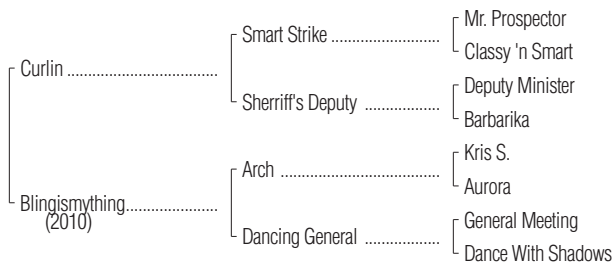 Mr. Prospector
Smart Strike ........................
Classy 'n Smart
Curlin ..................................
Deputy Minister
Sherriff's Deputy ................
Barbarika
Kris S.
Arch ...................................
Aurora
Blingismything.....................
(2010)
General Meeting
Dancing General ................
Dance With Shadows